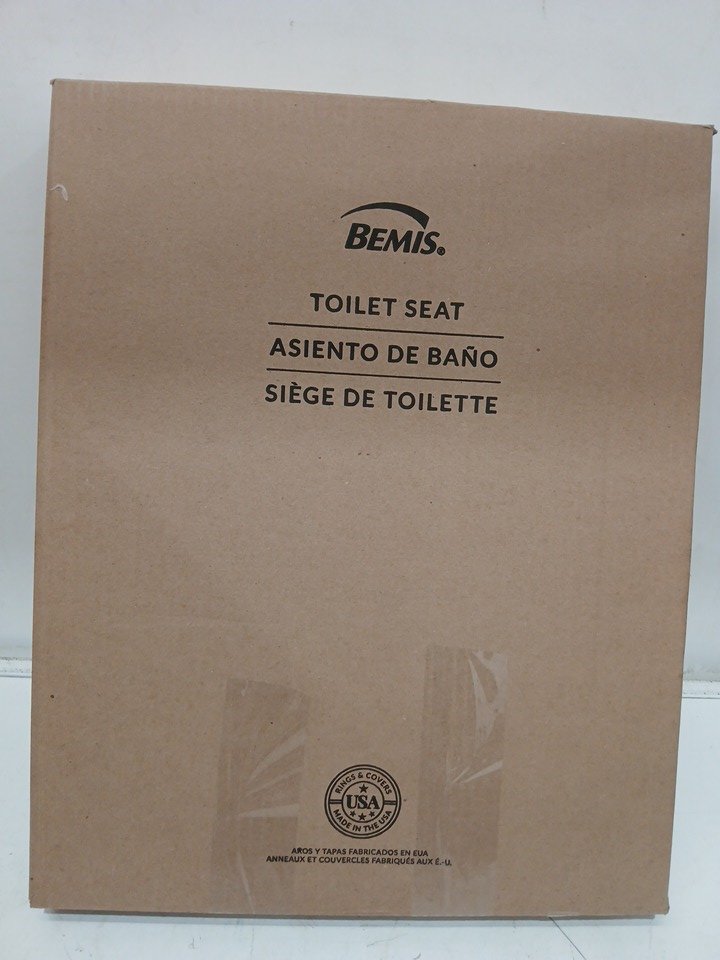 BEMIS®
TOILET SEAT
ASIENTO DE BAÑO
SIÈGE DE TOILETTE
RINGS & COVERS
USA
MADE IN THE USA
AROS Y TAPAS FABRICADOS EN EUA
ANNEAUX ET COUVERCLES FABRIQUÉS AUX É.-U.